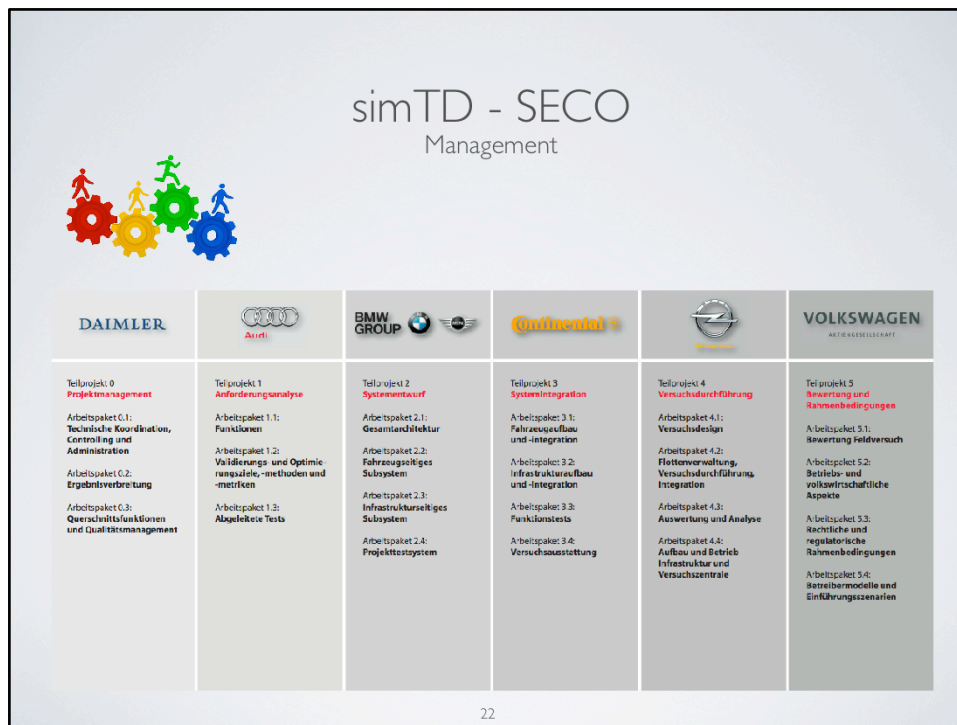 simTD - SECO
Management
DAIMLER
Audi
BMW
GROUP
MINI
Continental
VOLKSWAGEN
AKTIENGESELLSCHAFT
Teilprojekt 0
Projektmanagement
Arbeitspaket 0.1:
Technische Koordination,
Controlling und
Administration
Arbeitspaket 0.2:
Ergebnisverbreitung
Arbeitspaket 0.3:
Querschnittsfunktionen
und Qualitätsmanagement
Teilprojekt 1
Anforderungsanalyse
Arbeitspaket 1.1:
Funktionen
Arbeitspaket 1.2:
Validierungs- und Optimie-
rungsziele, -methoden und
-metriken
Arbeitspaket 1.3:
Abgeleitete Tests
Teilprojekt 2
Systementwurf
Arbeitspaket 2.1:
Gesamtarchitektur
Arbeitspaket 2.2:
Fahrzeugseitiges
Subsystem
Arbeitspaket 2.3:
Infrastrukturseitiges
Subsystem
Arbeitspaket 2.4:
Projekttestsystem
Teilprojekt 3
Systemintegration
Arbeitspaket 3.1:
Fahrzeugaufbau
und -integration
Arbeitspaket 3.2:
Infrastrukturaufbau
und -integration
Arbeitspaket 3.3:
Funktionstests
Arbeitspaket 3.4:
Versuchsausstattung
Teilprojekt 4
Versuchsdurchführung
Arbeitspaket 4.1:
Versuchsdesign
Arbeitspaket 4.2:
Flottenverwaltung,
Versuchsdurchführung,
Integration
Arbeitspaket 4.3:
Auswertung und Analyse
Arbeitspaket 4.4:
Aufbau und Betrieb
Infrastruktur und
Versuchszentrale
Teilprojekt 5
Bewertung und
Rahmenbedingungen
Arbeitspaket 5.1:
Bewertung Feldversuch
Arbeitspaket 5.2:
Betriebs- und
volkswirtschaftliche
Aspekte
Arbeitspaket 5.3:
Rechtliche und
regulatorische
Rahmenbedingungen
Arbeitspaket 5.4:
Betreibermodelle und
Einführungsszenarien
22